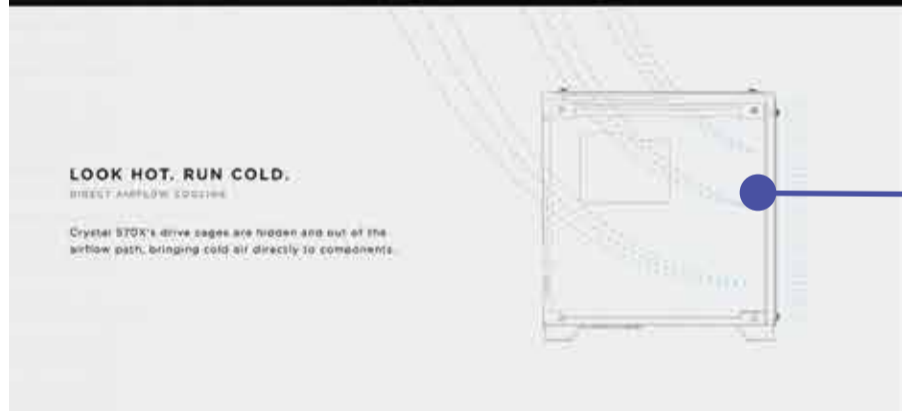 LOOK HOT. RUN COLD.
DIRECT AIRFLOW COOLING
Crystal 570X's drive cages are hidden and out of the
airflow path, bringing cold air directly to components.